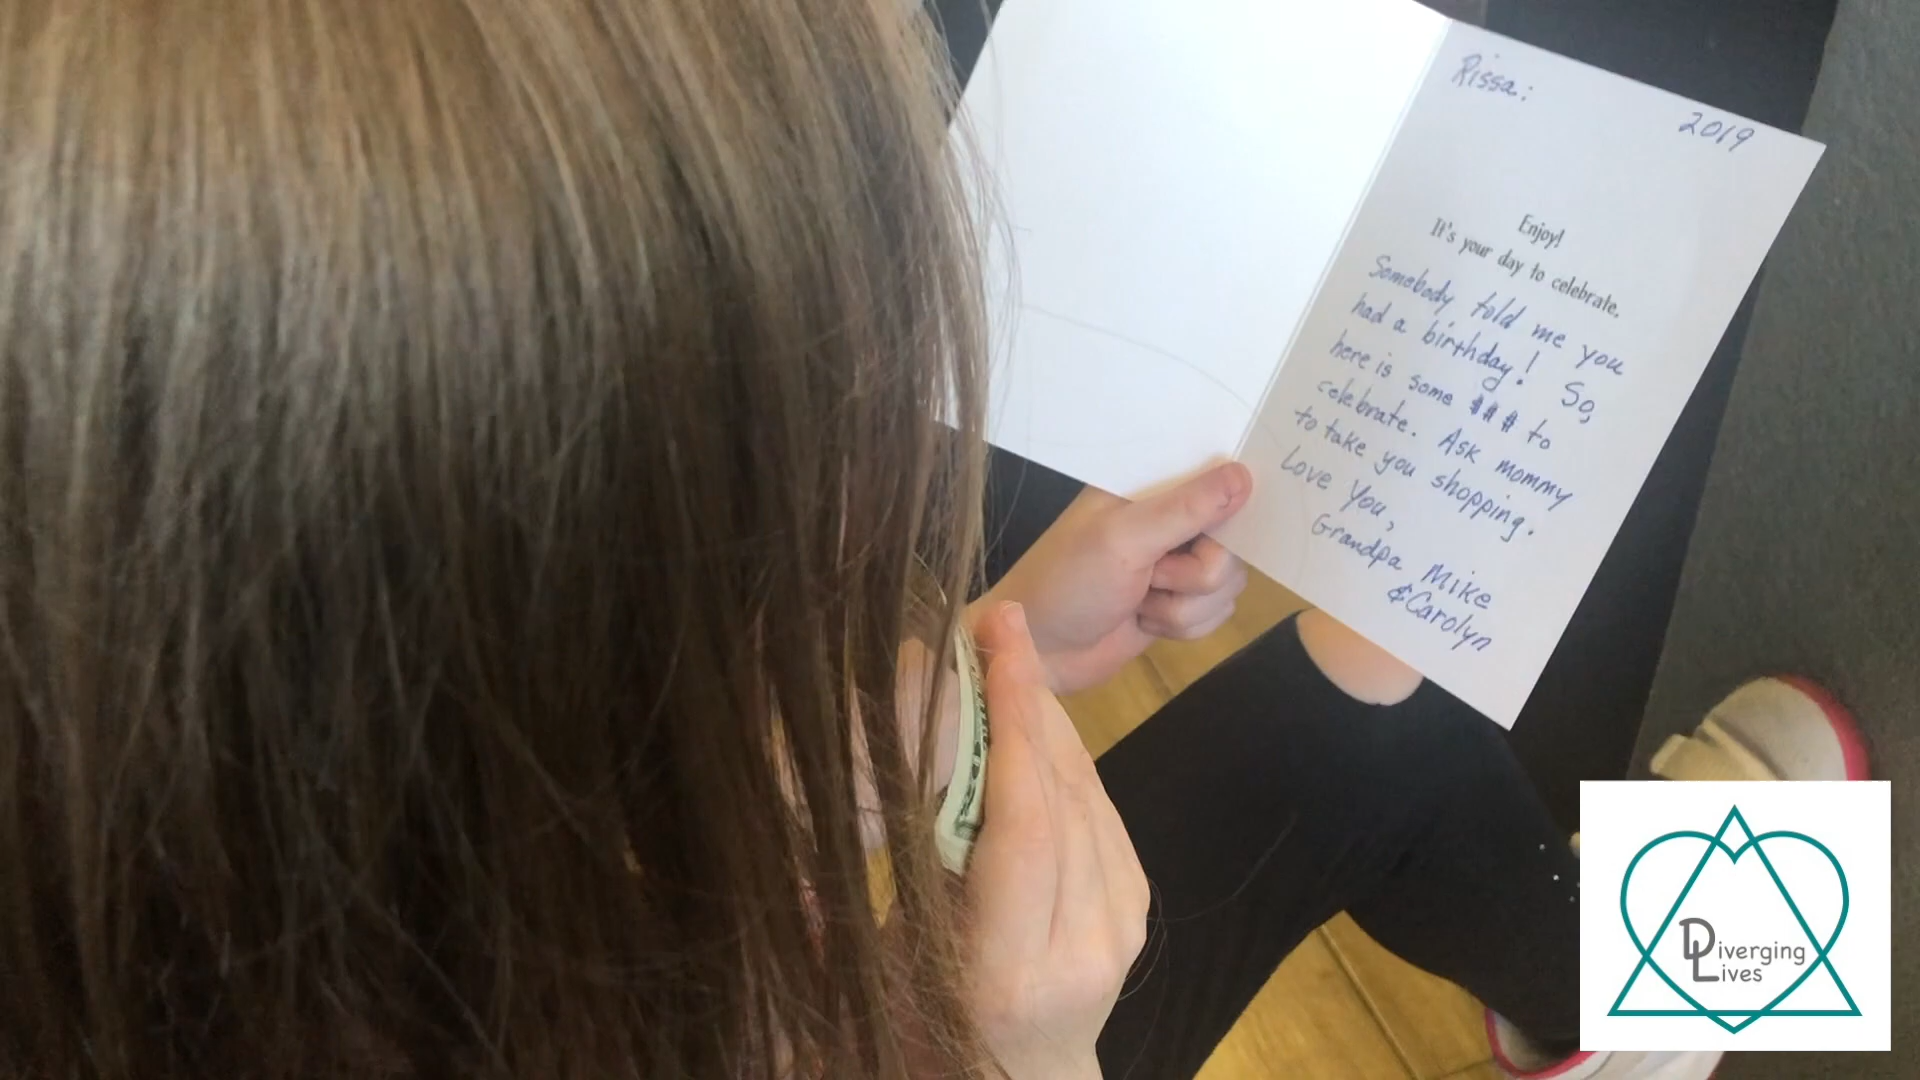 Rissa:
2019
Enjoy!
It's your day to celebrate.
Somebody told me you
had a birthday! So,
here is some $$$ to
celebrate. Ask mommy
to take you shopping.
Love You,
Grandpa Mike
&Carolyn
Diverging
Lives